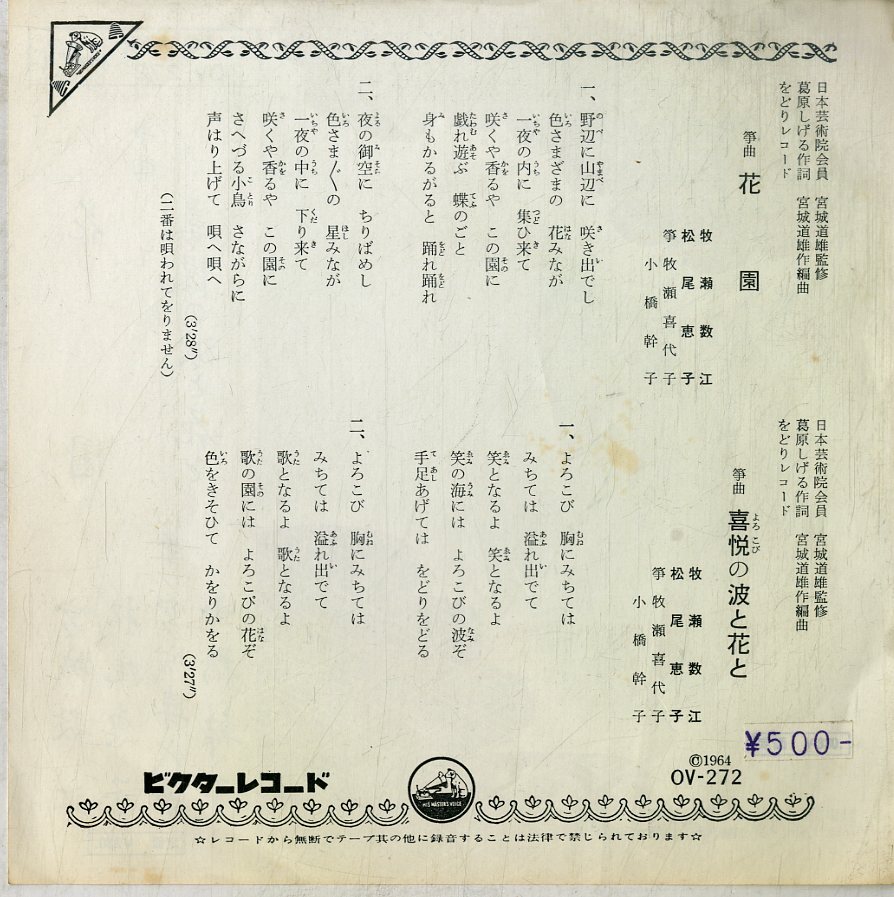 日本芸術院会員　宮城道雄監修
葛原しげる作詞　宮城道雄作編曲
をどりレコード
箏曲　花園
牧瀬数江
松尾恵子
箏　牧瀬喜代子
小橋幹子
一、野辺に山辺に　咲き出でし
色さまざまの　花みなが
一夜の内に　集ひ来て
咲くや香るや　この園に
戯れ遊ぶ　蝶のごと
身もかるがると　踊れ踊れ
二、夜の御空に　ちりばめし
色さま〴〵の　星みなが
一夜の中に　下り来て
咲くや香るや　この園に
さへづる小鳥　さながらに
声はり上げて　唄へ唄へ
(3′28″)
(二番は唄われてをりません)
日本芸術院会員　宮城道雄監修
葛原しげる作詞　宮城道雄作編曲
をどりレコード
箏曲　喜悦の波と花と
牧瀬数江
松尾恵子
箏　牧瀬喜代子
小橋幹子
一、よろこび　胸にみちては
みちては　溢れ出でて
笑となるよ　笑となるよ
笑の海には　よろこびの波ぞ
手足あげては　をどりをどる
二、よろこび　胸にみちては
みちては　溢れ出でて
歌となるよ　歌となるよ
歌の園には　よろこびの花ぞ
色をきそひて　かをりかをる
(3′27″)
¥500-
©1964
OV-272
ビクターレコード
HIS MASTER'S VOICE
☆レコードから無断でテープ其の他に録音することは法律で禁じられております☆